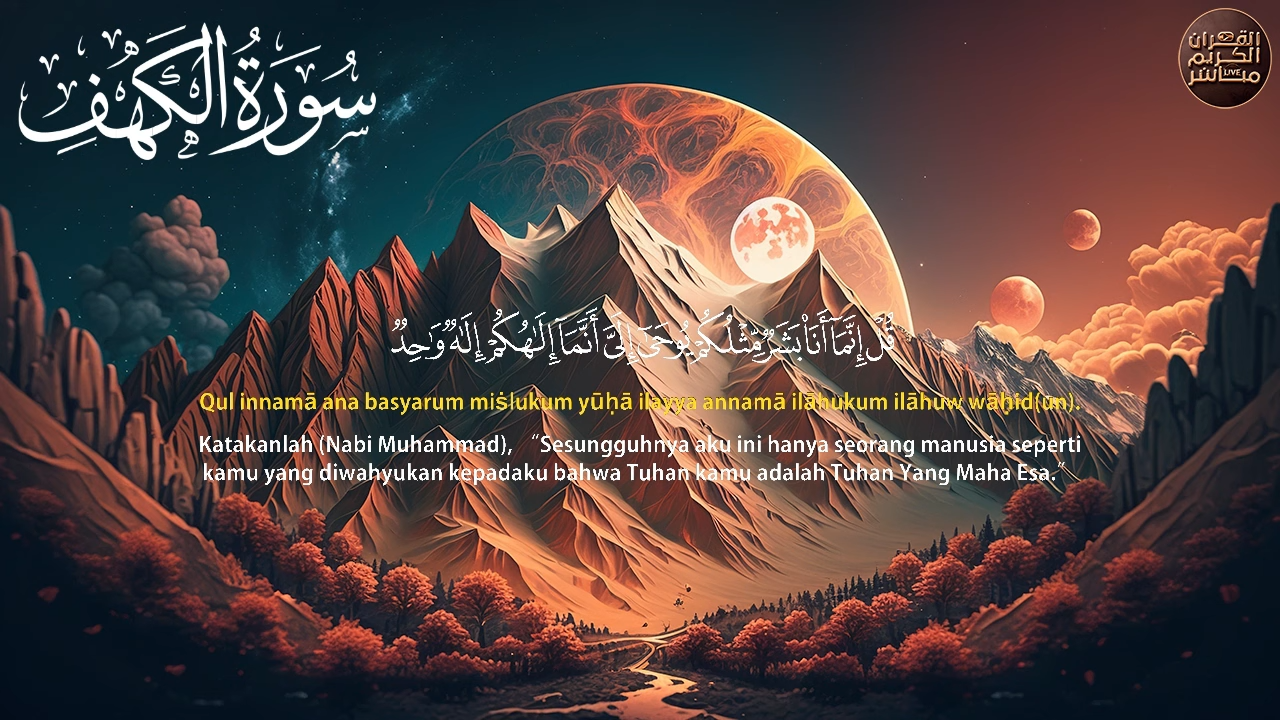 سُورَةُ الْكَهْفِ
القرآن
الكريم
مباشر
LIVE
قُلْ إِنَّمَآ أَنَا۠ بَشَرٌ مِّثْلُكُمْ يُوحَىٰٓ إِلَىَّ أَنَّمَآ إِلَٰهُكُمْ إِلَٰهٌ وَٰحِدٌ
Qul innamā ana basyarum miṡlukum yūḥā ilayya annamā ilāhukum ilāhuw wāḥid(un).
Katakanlah (Nabi Muhammad), “Sesungguhnya aku ini hanya seorang manusia seperti
kamu yang diwahyukan kepadaku bahwa Tuhan kamu adalah Tuhan Yang Maha Esa.”